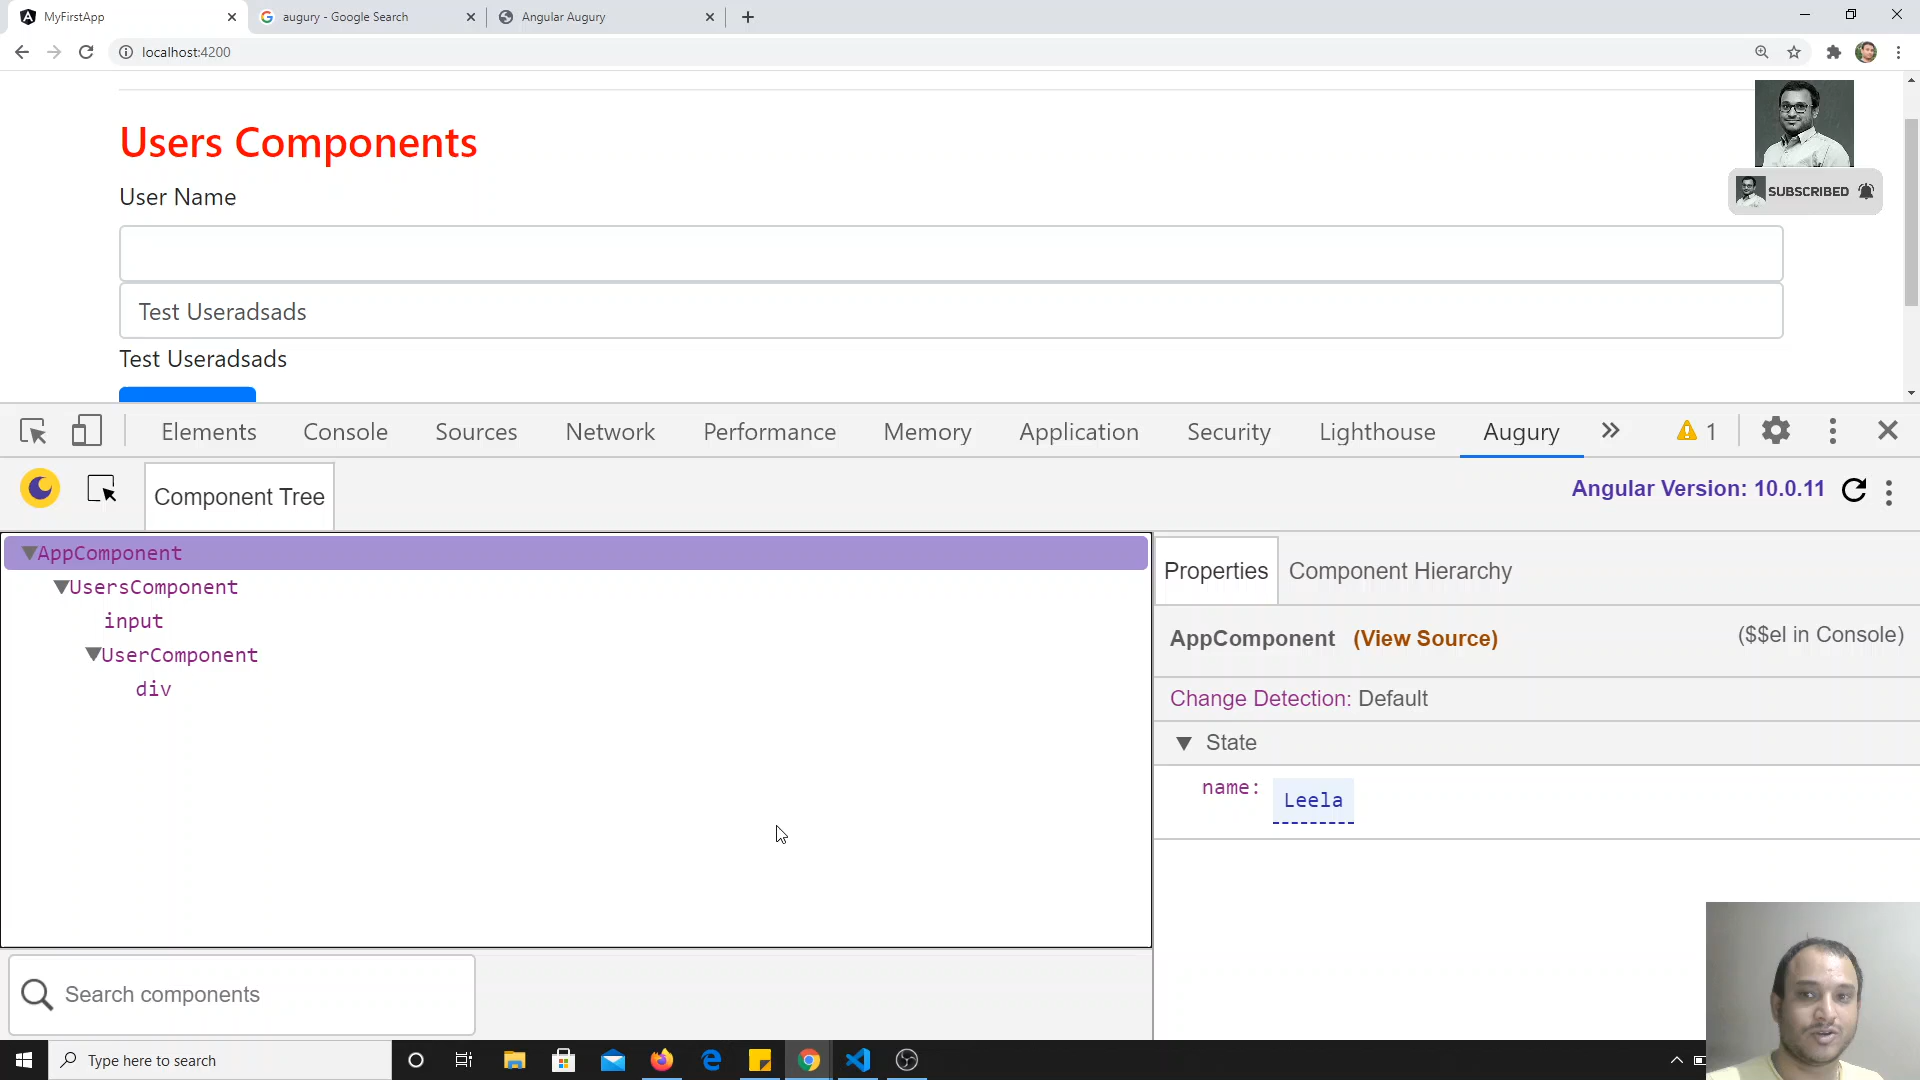 MyFirstApp
augury - Google Search
Angular Augury
localhost:4200
Users Components
SUBSCRIBED
User Name
Test Useradsads
Test Useradsads
Elements
Console
Sources
Network
Performance
Memory
Application
Security
Lighthouse
Augury
1
Component Tree
Angular Version: 10.0.11
AppComponent
UsersComponent
input
UserComponent
div
Properties
Component Hierarchy
AppComponent (View Source)
($$el in Console)
Change Detection: Default
State
name: Leela
Search components
Type here to search